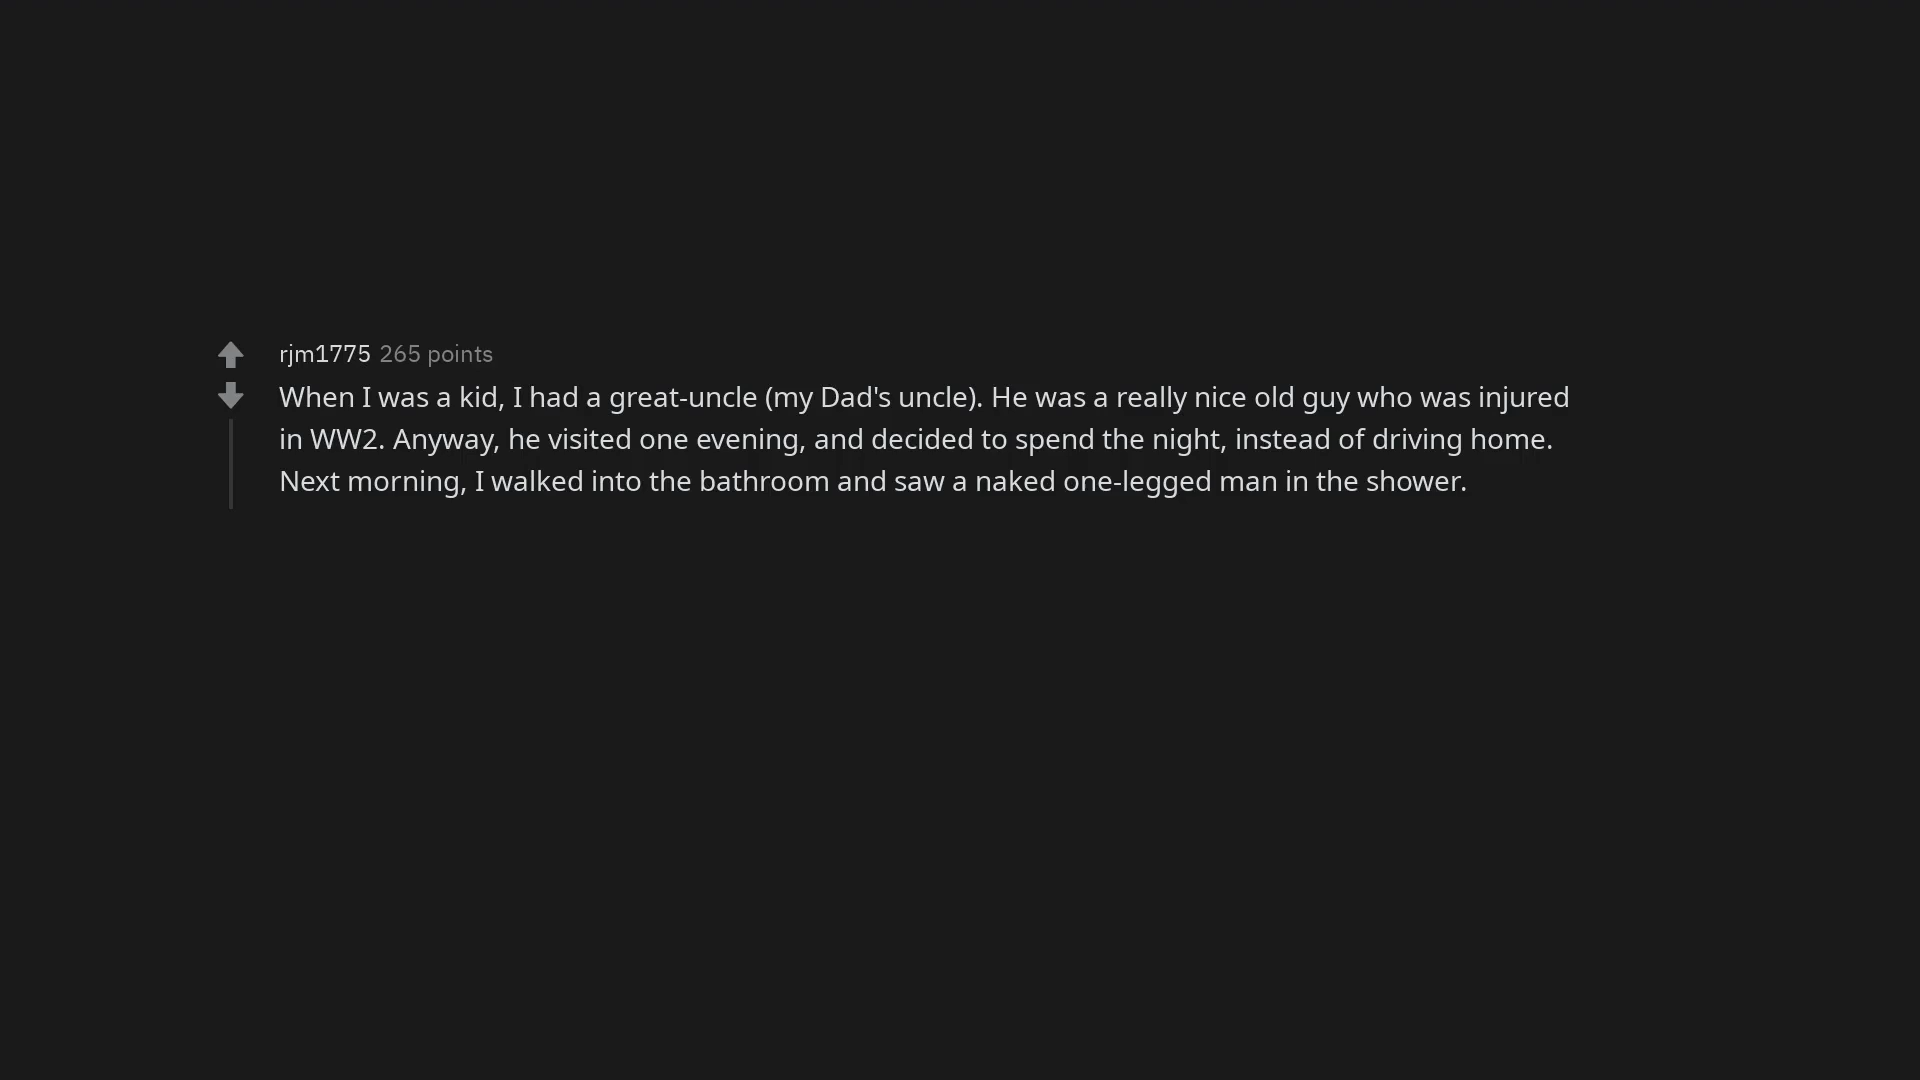 rjm1775 265 points
When I was a kid, I had a great-uncle (my Dad's uncle). He was a really nice old guy who was injured
in WW2. Anyway, he visited one evening, and decided to spend the night, instead of driving home.
Next morning, I walked into the bathroom and saw a naked one-legged man in the shower.